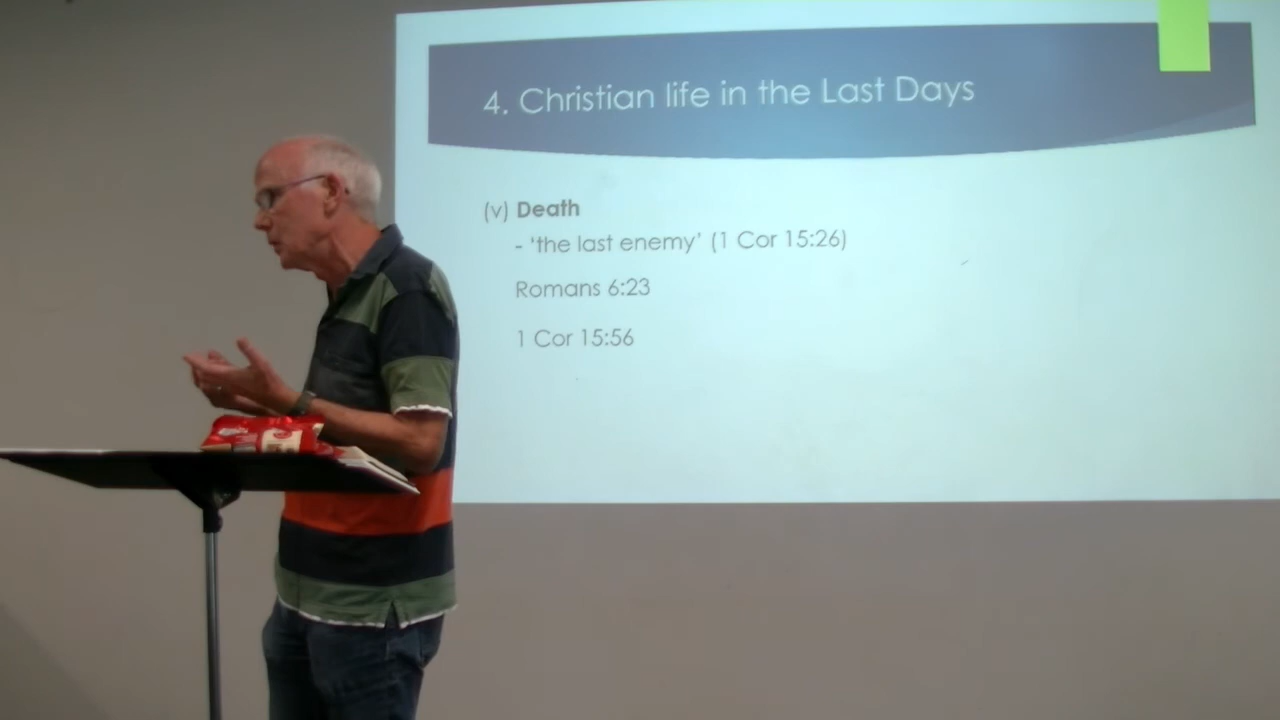 4. Christian life in the Last Days
(v) Death
- ‘the last enemy’ (1 Cor 15:26)
Romans 6:23
1 Cor 15:56